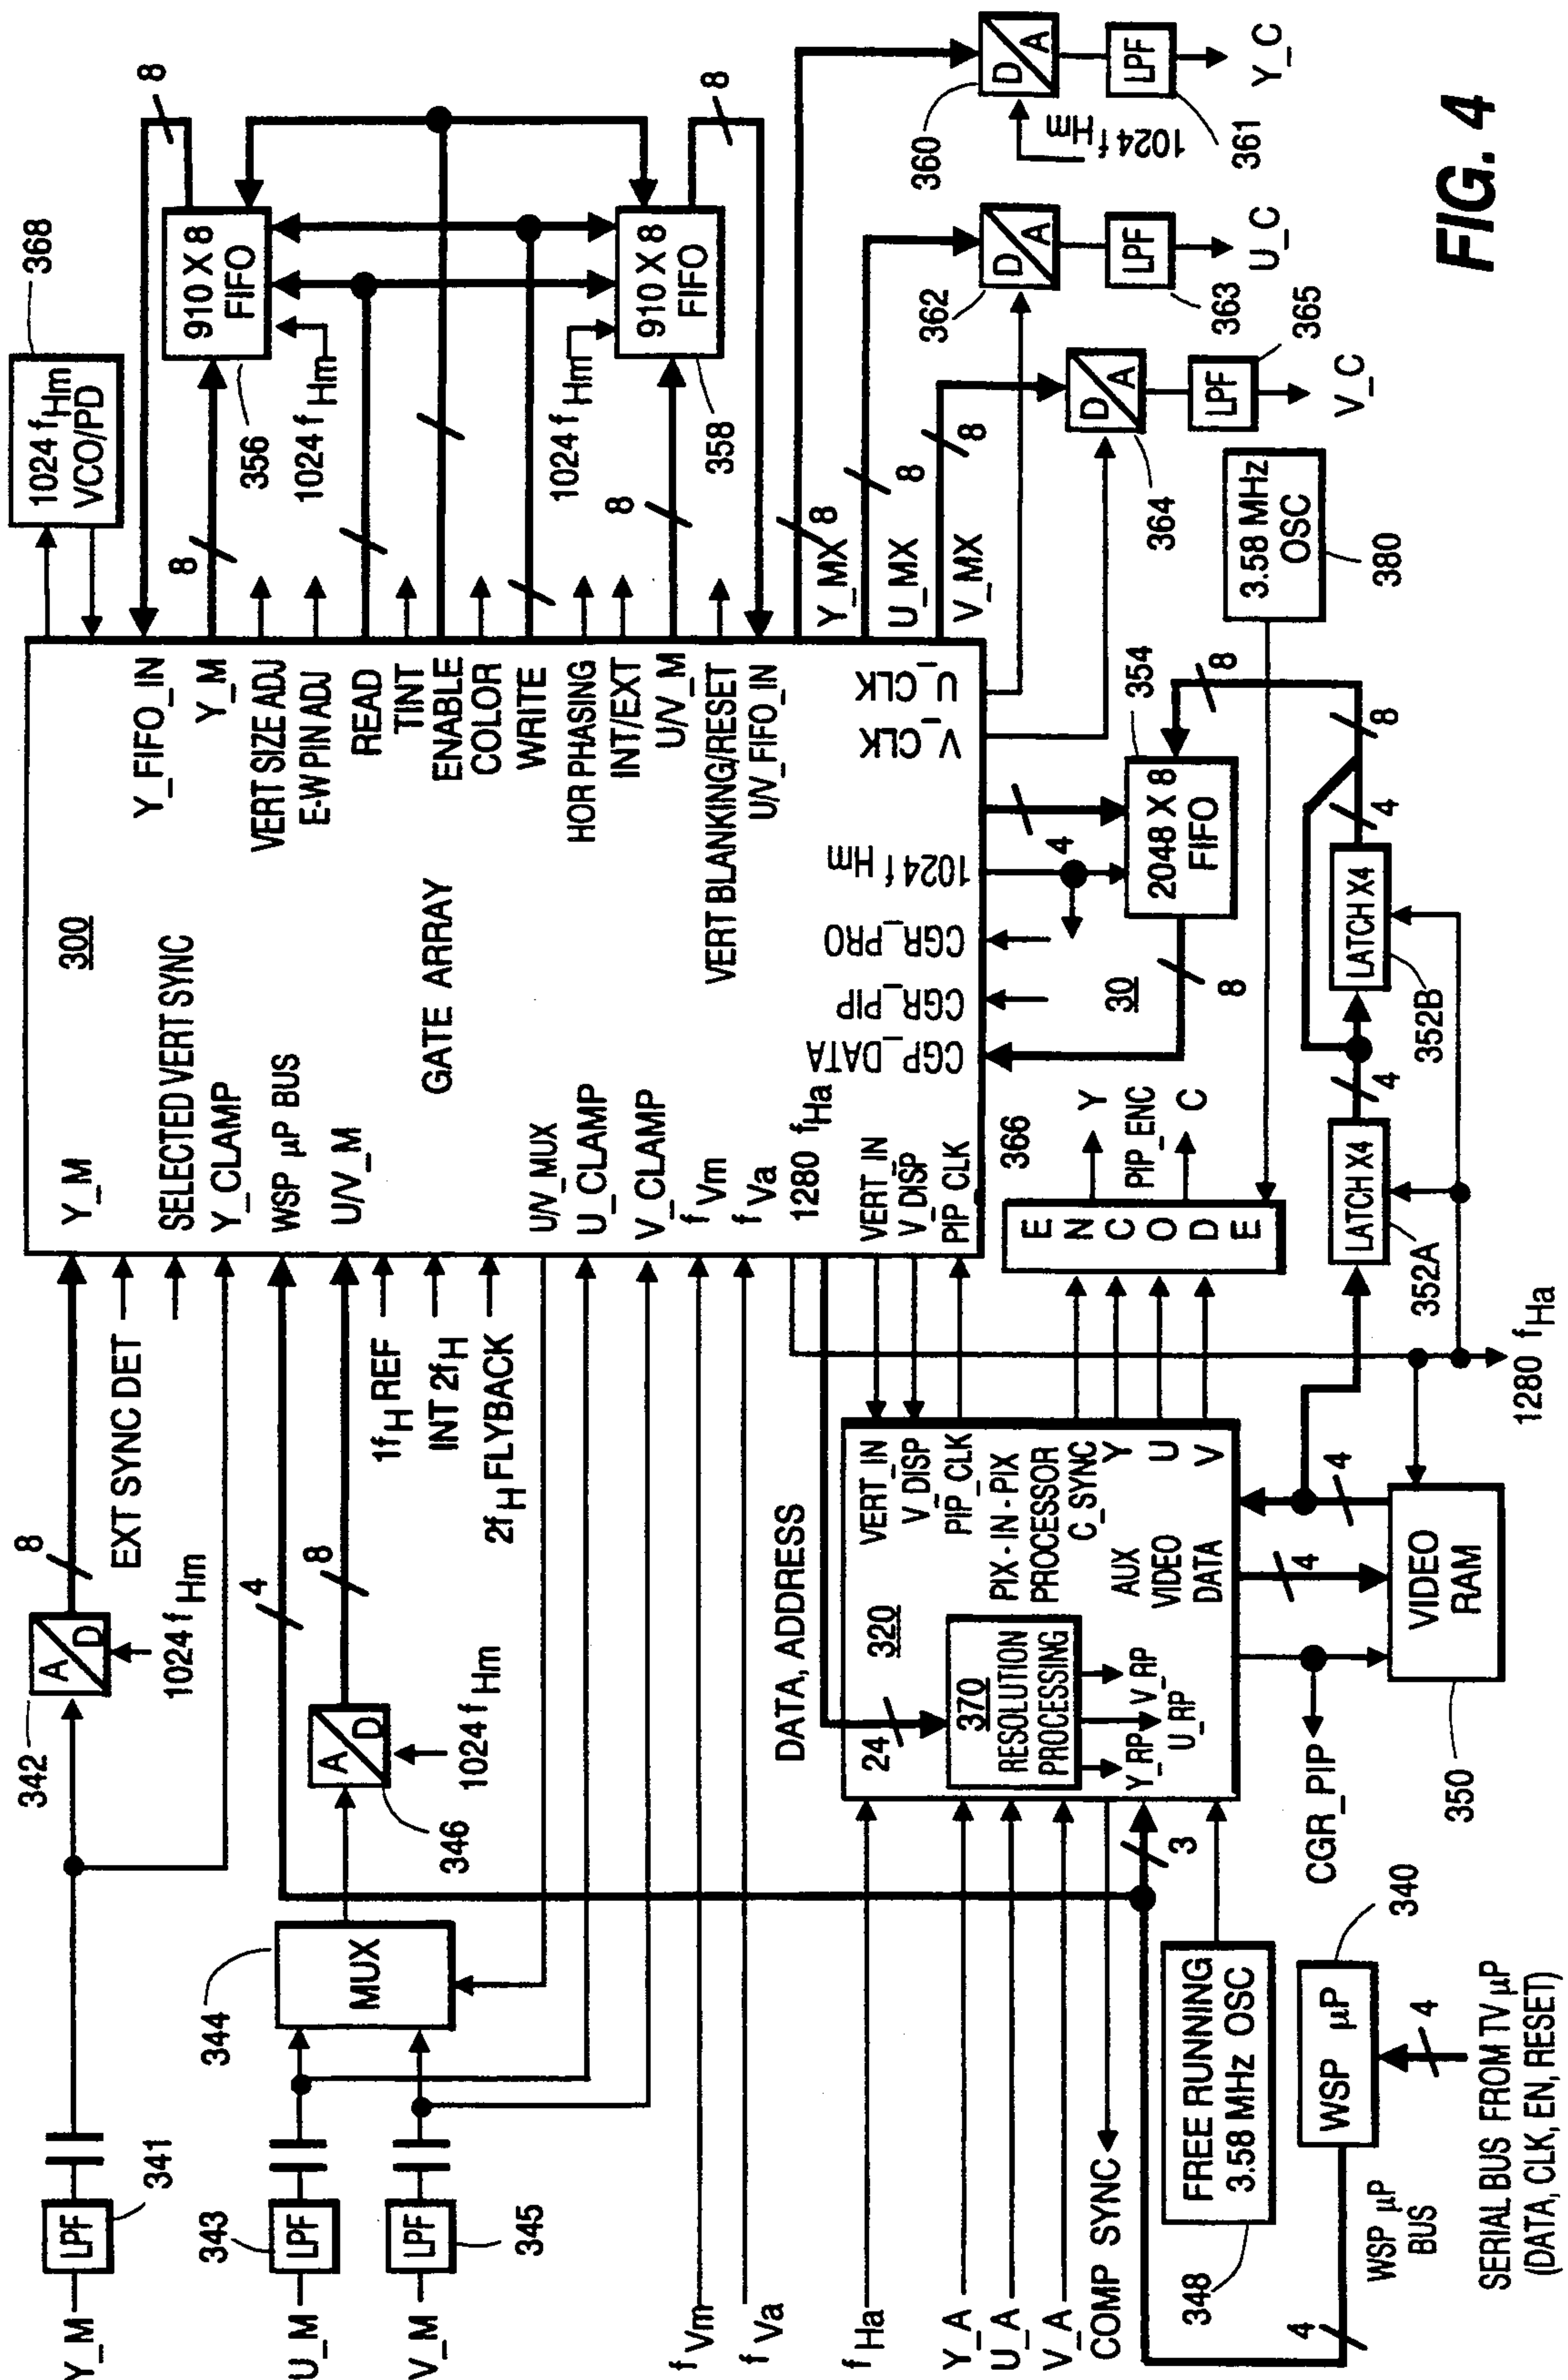 Y_M
LPF
341
342
A
D
1024 fHm
8
EXT SYNC DET
U_M
343
LPF
V_M
LPF
345
344
MUX
346
A
D
1024 fHm
8
4
1fH REF
INT 2fH
2fH FLYBACK
fVm
fVa
Y_M
SELECTED VERT SYNC
Y_CLAMP
WSP μP BUS
U/V_M
U/V_MUX
U_CLAMP
V_CLAMP
fVm
fVa
1280 fHa
VERT_IN
V_DISP
PIP_CLK
300
GATE ARRAY
Y_FIFO_IN
Y_M
VERT SIZE ADJ
E-W PIN ADJ
READ
TINT
ENABLE
COLOR
WRITE
HOR PHASING
INT/EXT
U/V_M
VERT BLANKING/RESET
U/V_FIFO_IN
Y_MX
U_MX
V_MX
CGP_DATA
CGR_PIP
CGR_PRO
1024 fHm
V_CLK
U_CLK
1024 fHm
VCO/PD
368
8
910 X 8
FIFO
356
1024 fHm
8
1024 fHm
8
910 X 8
FIFO
358
8
8
8
8
D
A
360
1024 fHm
LPF
361
Y_C
D
A
362
LPF
363
U_C
D
A
364
LPF
365
V_C
3.58 MHz
OSC
380
354
2048 X 8
FIFO
4
8
30
8
8
4
LATCH X4
352B
4
LATCH X4
352A
366
E
N
C
O
D
E
Y
PIP_ENC
C
1280 fHa
DATA, ADDRESS
24
VERT_IN
V_DISP
PIP_CLK
320
PIX-IN-PIX
PROCESSOR
C_SYNC
Y
U
V
AUX
VIDEO
DATA
370
RESOLUTION
PROCESSING
Y_RP
U_RP
V_RP
fHa
Y_A
U_A
V_A
COMP SYNC
3
4
4
VIDEO
RAM
350
CGR_PIP
FREE RUNNING
3.58 MHz OSC
348
WSP μP
340
WSP μP
BUS
4
4
SERIAL BUS FROM TV μP
(DATA, CLK, EN, RESET)
FIG. 4